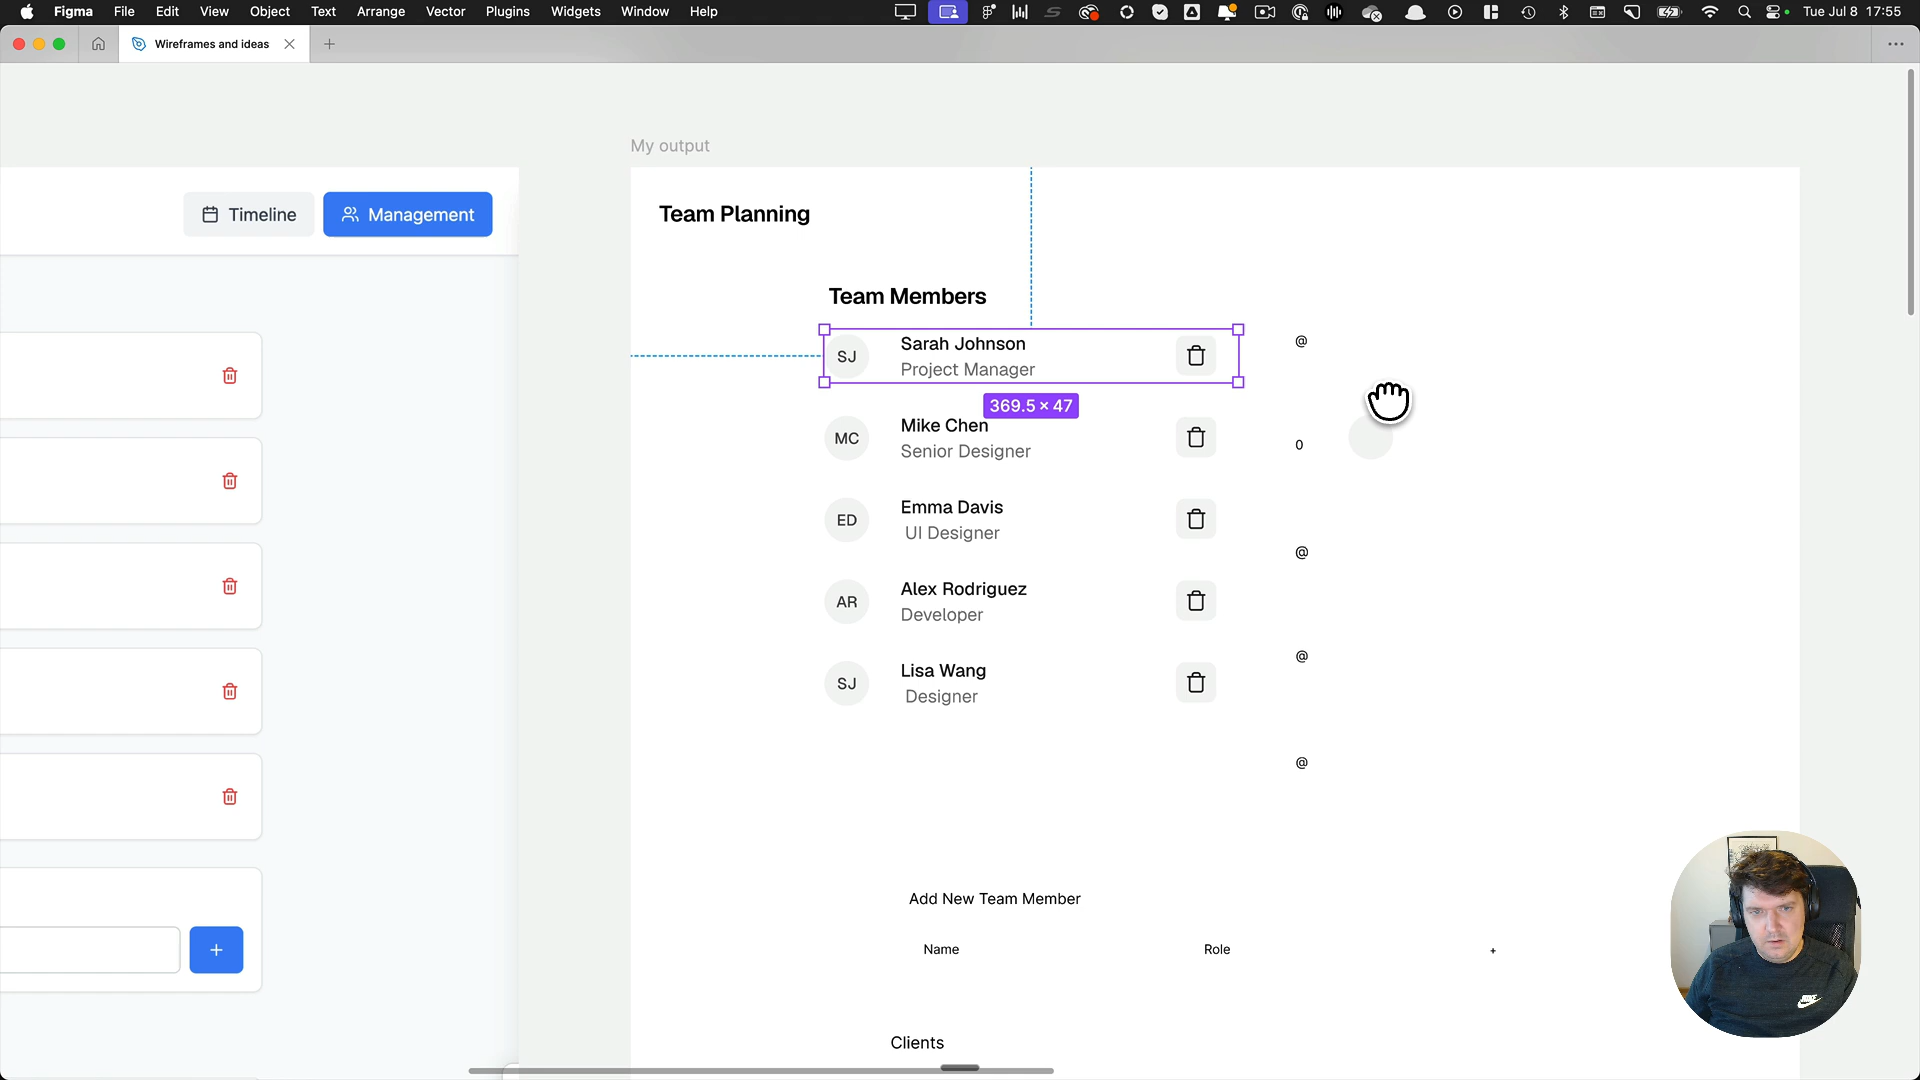 Figma File Edit View Object Text Arrange Vector Plugins Widgets Window Help Tue Jul 8 17:55
Wireframes and ideas
My output
Timeline Management
Team Planning
Team Members
SJ Sarah Johnson
Project Manager
@
369.5 × 47
MC Mike Chen
Senior Designer
0
ED Emma Davis
UI Designer
@
AR Alex Rodriguez
Developer
@
SJ Lisa Wang
Designer
@
Add New Team Member
+
Name Role +
Clients